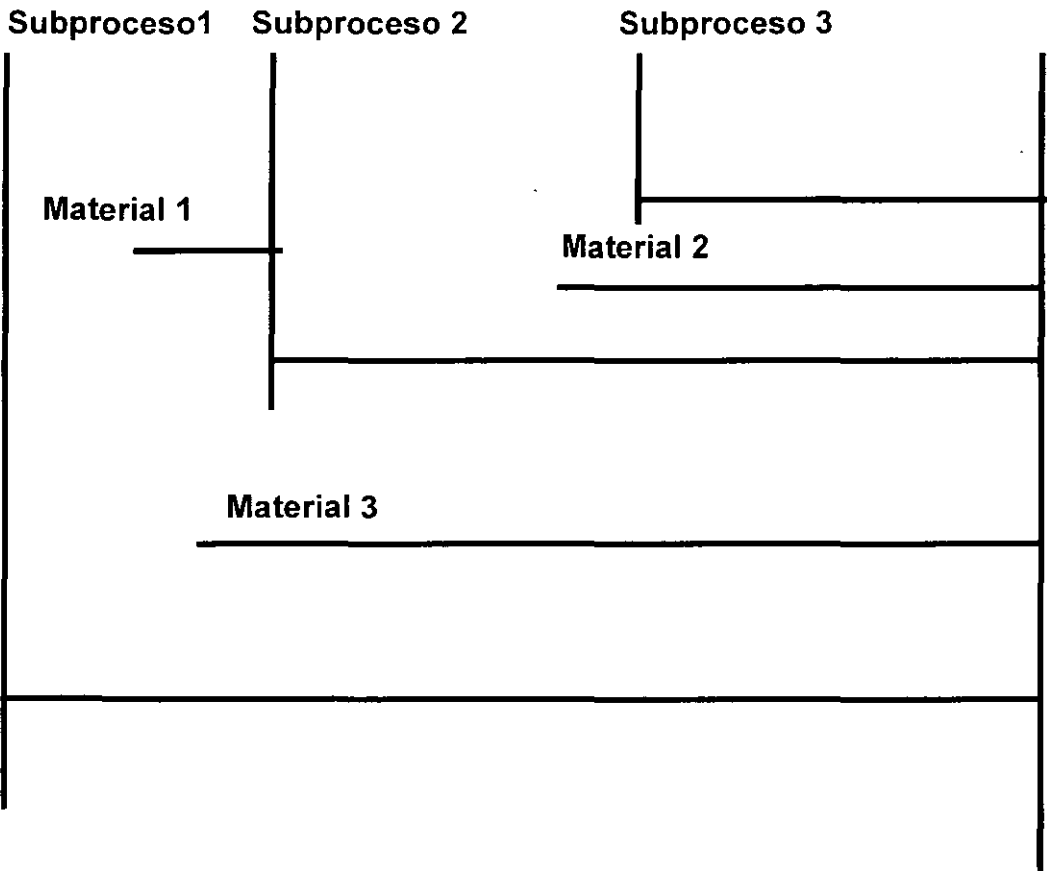 Subproceso1 Subproceso 2 Subproceso 3
Material 1
Material 2
Material 3